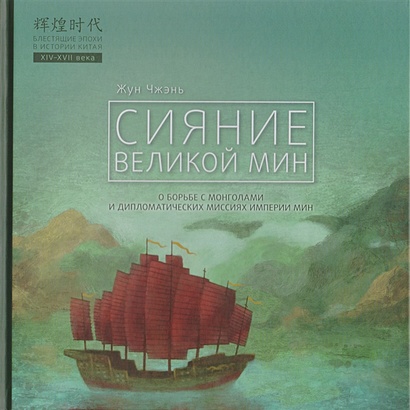 辉煌时代
БЛЕСТЯЩИЕ ЭПОХИ
В ИСТОРИИ КИТАЯ
XIV–XVII века
Жун Чжэнь
СИЯНИЕ
ВЕЛИКОЙ МИН
О БОРЬБЕ С МОНГОЛАМИ
И ДИПЛОМАТИЧЕСКИХ МИССИЯХ ИМПЕРИИ МИН